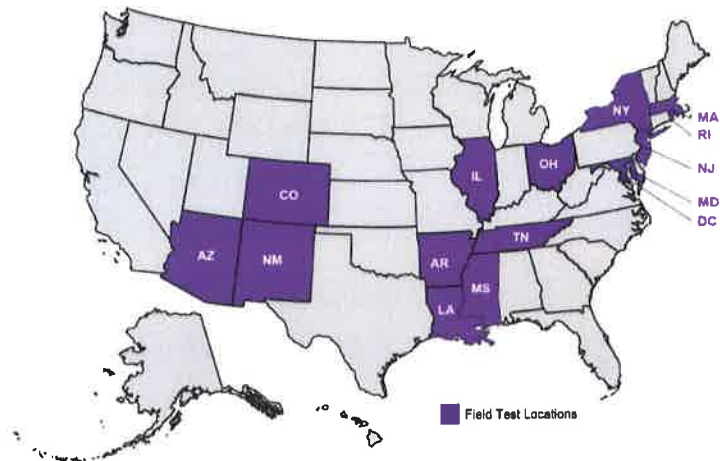 NY
MA
RI
IL
OH
NJ
CO
MD
DC
TN
AZ
NM
AR
MS
LA
Field Test Locations